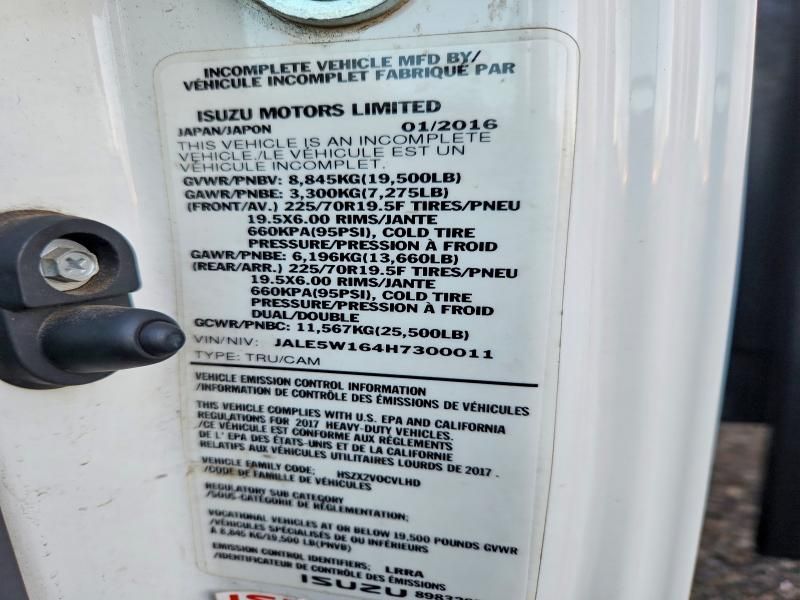 INCOMPLETE VEHICLE MFD BY/
VÉHICULE INCOMPLET FABRIQUÉ PAR
ISUZU MOTORS LIMITED
JAPAN/JAPON 01/2016
THIS VEHICLE IS AN INCOMPLETE
VEHICLE./LE VÉHICULE EST UN
VÉHICULE INCOMPLET.
GVWR/PNBV: 8,845KG(19,500LB)
GAWR/PNBE: 3,300KG(7,275LB)
(FRONT/AV.) 225/70R19.5F TIRES/PNEU
19.5X6.00 RIMS/JANTE
660KPA(95PSI), COLD TIRE
PRESSURE/PRESSION À FROID
GAWR/PNBE: 6,196KG(13,660LB)
(REAR/ARR.) 225/70R19.5F TIRES/PNEU
19.5X6.00 RIMS/JANTE
660KPA(95PSI), COLD TIRE
PRESSURE/PRESSION À FROID
DUAL/DOUBLE
GCWR/PNBC: 11,567KG(25,500LB)
VIN/NIV: JALE5W164H7300011
TYPE: TRU/CAM
VEHICLE EMISSION CONTROL INFORMATION
/INFORMATION DE CONTRÔLE DES ÉMISSIONS DE VÉHICULES
THIS VEHICLE COMPLIES WITH U.S. EPA AND CALIFORNIA
REGULATIONS FOR 2017 HEAVY-DUTY VEHICLES.
/CE VÉHICULE EST CONFORME AUX RÉGLEMENTS
DE L' EPA DES ÉTATS-UNIS ET DE LA CALIFORNIE
RELATIFS AUX VÉHICULES UTILITAIRES LOURDS DE 2017.
VEHICLE FAMILY CODE: HSZX2VOCVLHD
/CODE DE FAMILLE DE VÉHICULES
REGULATORY SUB CATEGORY
/SOUS-CATÉGORIE DE RÉGLEMENTATION;
VOCATIONAL VEHICLES AT OR BELOW 19,500 POUNDS GVWR
/VÉHICULES SPÉCIALISÉS DE OU INFÉRIEURS
À 8,845 KG/19,500 LB(PNVB)
EMISSION CONTROL IDENTIFIERS; LRRA
/IDENTIFICATEUR DE CONTRÔLE DES ÉMISSIONS
ISUZU